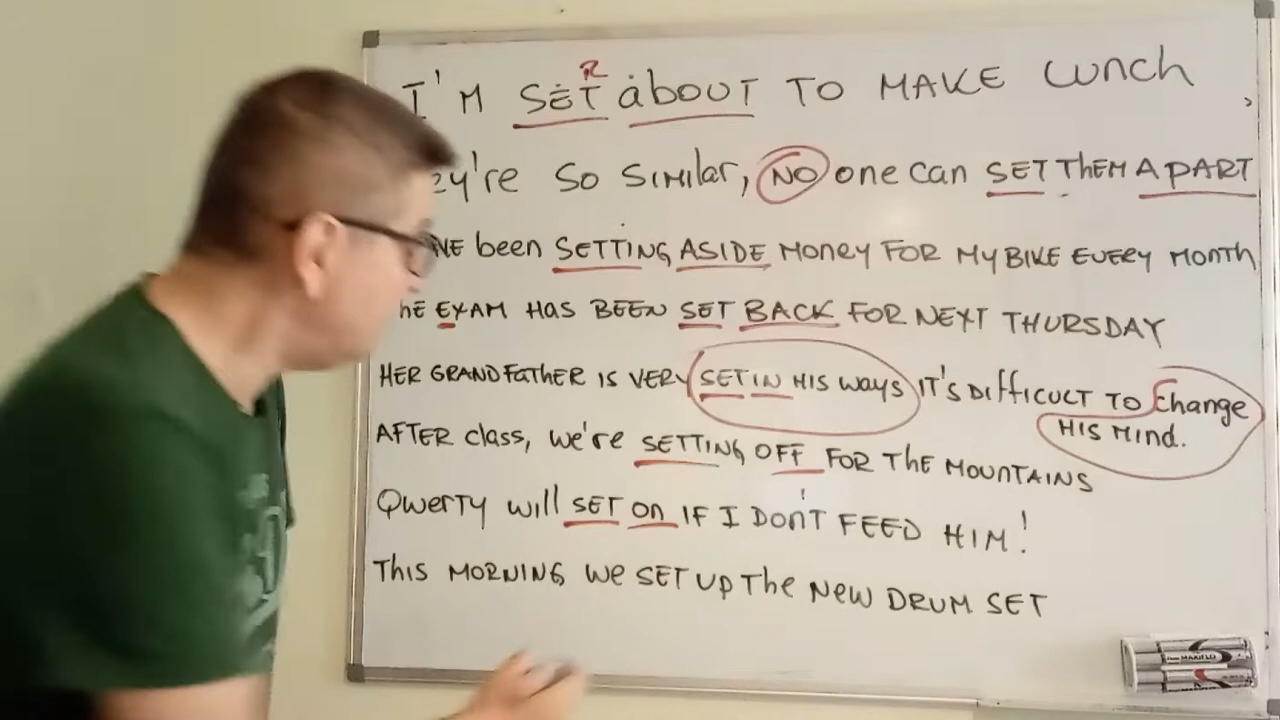 I'M SET about TO MAKE Lunch
R
ey're So Similar, NO one can SET Them APART
VE been SETTING ASIDE Money FOR My BIKE EVERY MONTH
hE EXAM HAS BEEN SET BACK FOR NEXT THURSDAY
HER GRANDFATHER IS VERY SET IN HIS WAYS IT'S DIFFICULT TO change
HIS MInd.
AFTER class, we're SETTING OFF FOR The MOUNTAINS
QWERTY will SET On IF I DON'T FEED HIM!
This MORNING We SET UP The NEW DRUM SET